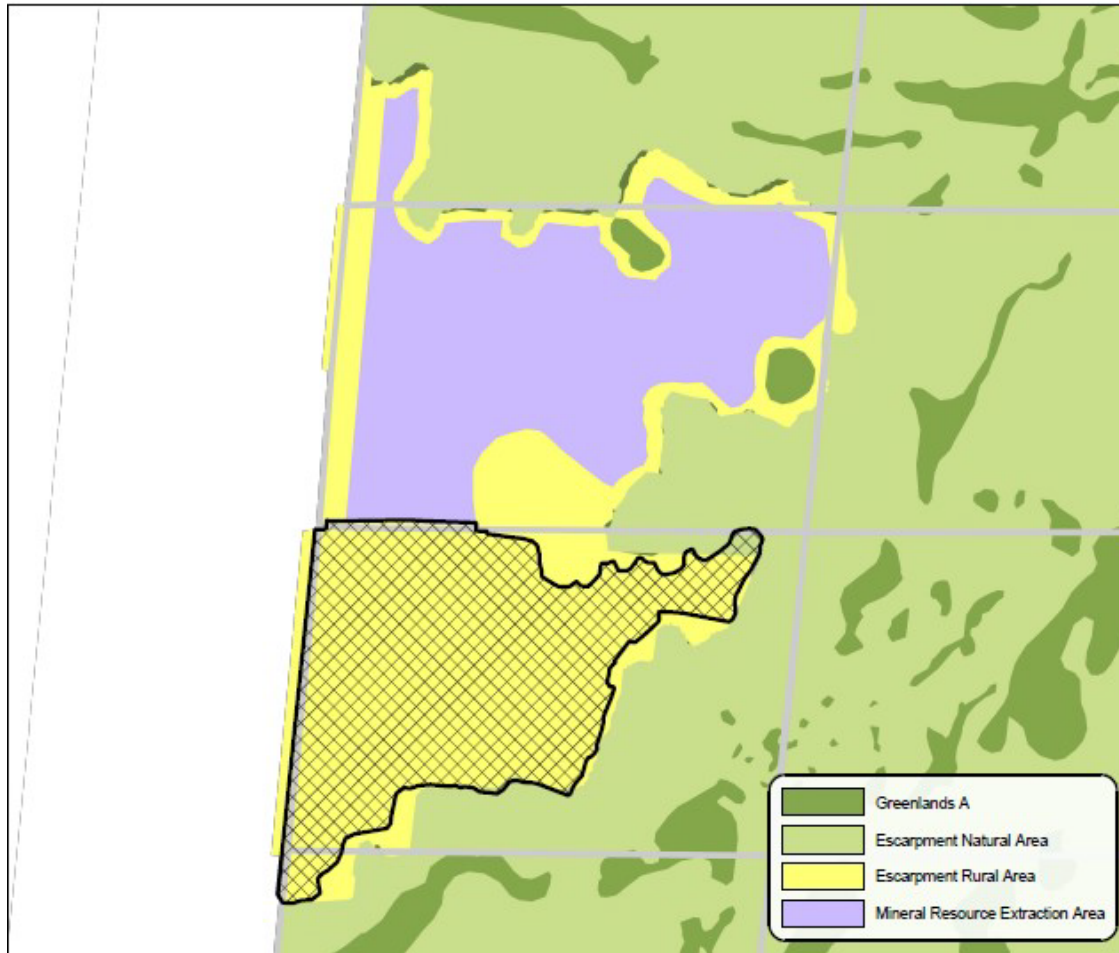 Greenlands A
Escarpment Natural Area
Escarpment Rural Area
Mineral Resource Extraction Area